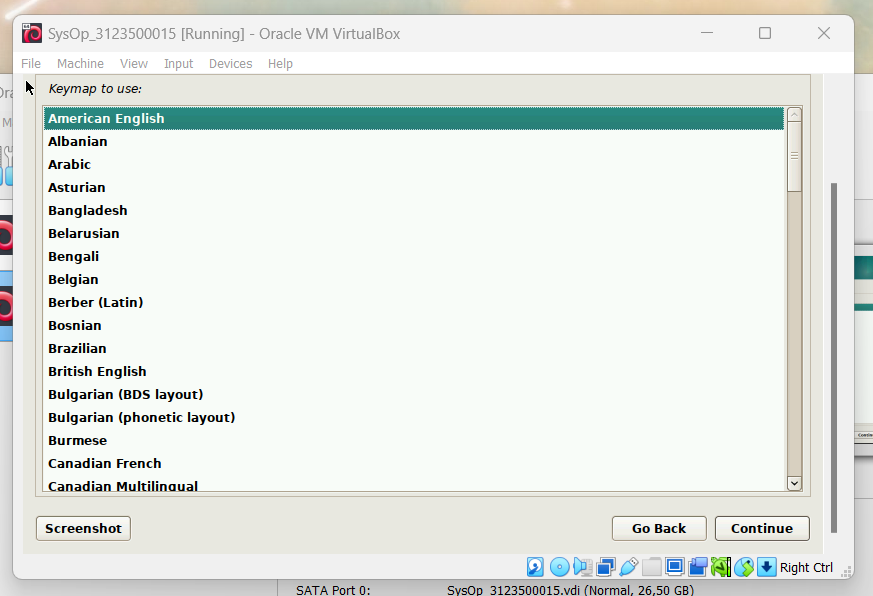 SysOp_3123500015 [Running] - Oracle VM VirtualBox
File Machine View Input Devices Help
Keymap to use:
American English
Albanian
Arabic
Asturian
Bangladesh
Belarusian
Bengali
Belgian
Berber (Latin)
Bosnian
Brazilian
British English
Bulgarian (BDS layout)
Bulgarian (phonetic layout)
Burmese
Canadian French
Canadian Multilingual
Screenshot Go Back Continue
Right Ctrl
SATA Port 0: SysOp_3123500015.vdi (Normal, 26,50 GB)